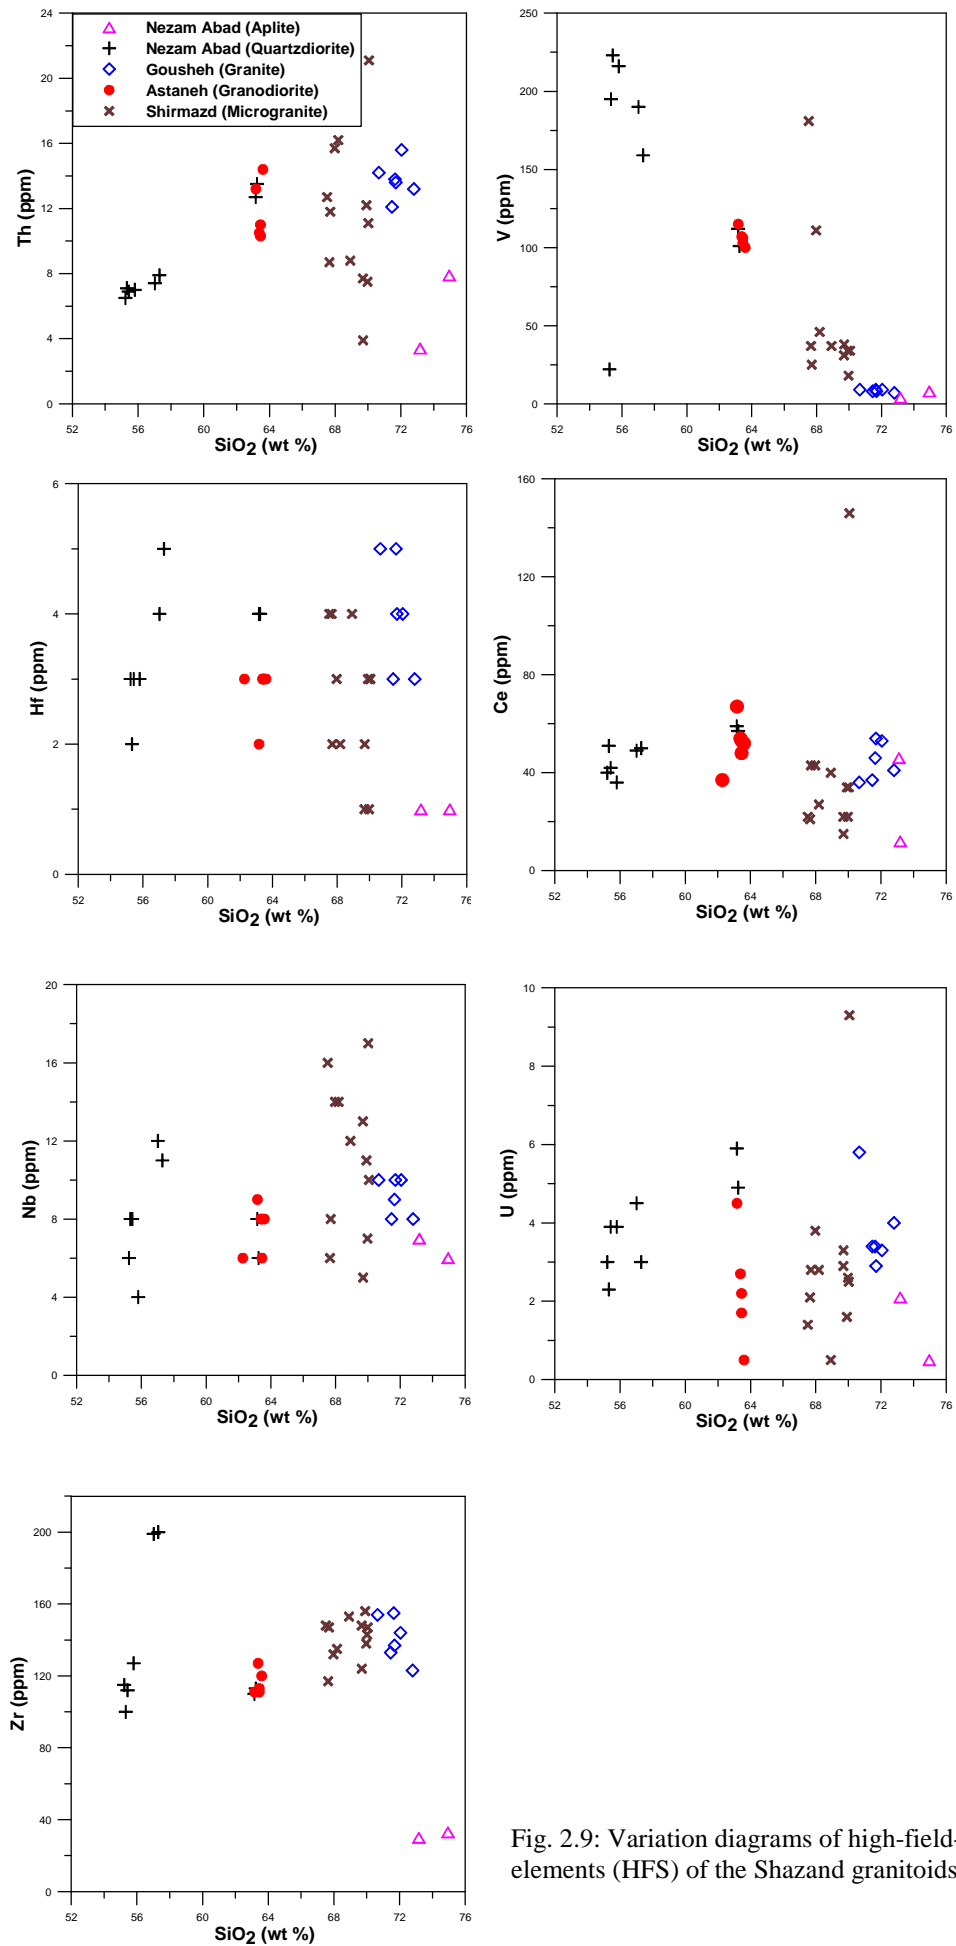 24
20
16
12
8
4
0
Th (ppm)
Nezam Abad (Aplite)
Nezam Abad (Quartzdiorite)
Gousheh (Granite)
Astaneh (Granodiorite)
Shirmazd (Microgranite)
52 56 60 64 68 72 76
SiO2 (wt %)
250
200
150
100
50
0
V (ppm)
52 56 60 64 68 72 76
SiO2 (wt %)
6
4
2
0
Hf (ppm)
52 56 60 64 68 72 76
SiO2 (wt %)
160
120
80
40
0
Ce (ppm)
52 56 60 64 68 72 76
SiO2 (wt %)
20
16
12
8
4
0
Nb (ppm)
52 56 60 64 68 72 76
SiO2 (wt %)
10
8
6
4
2
0
U (ppm)
52 56 60 64 68 72 76
SiO2 (wt %)
200
160
120
80
40
0
Zr (ppm)
52 56 60 64 68 72 76
SiO2 (wt %)
Fig. 2.9: Variation diagrams of high-field-
elements (HFS) of the Shazand granitoids